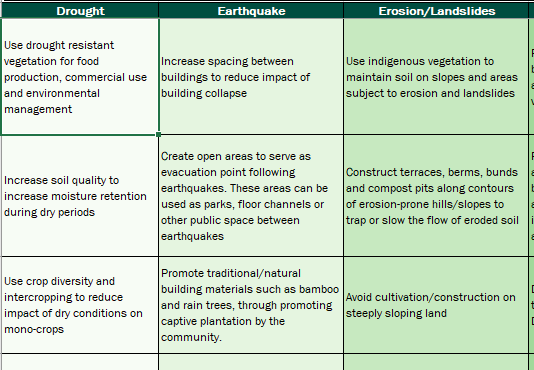 Drought
Earthquake
Erosion/Landslides
Use drought resistant
vegetation for food
production, commercial use
and environmental
management
Increase spacing between
buildings to reduce impact of
building collapse
Use indigenous vegetation to
maintain soil on slopes and areas
subject to erosion and landslides
Increase soil quality to
increase moisture retention
during dry periods
Create open areas to serve as
evacuation point following
earthquakes. These areas can be
used as parks, floor channels or
other public space between
earthquakes
Construct terraces, berms, bunds
and compost pits along contours
of erosion-prone hills/slopes to
trap or slow the flow of eroded soil
Use crop diversity and
intercropping to reduce
impact of dry conditions on
mono-crops
Promote traditional/natural
building materials such as bamboo
and rain trees, through promoting
captive plantation by the
community.
Avoid cultivation/construction on
steeply sloping land